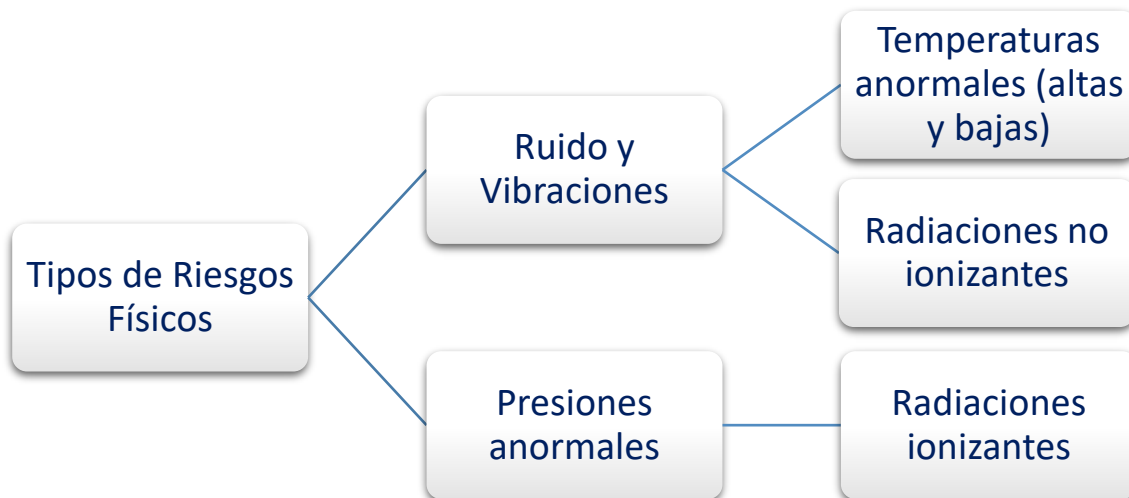 Tipos de Riesgos
Físicos
Ruido y
Vibraciones
Temperaturas
anormales (altas
y bajas)
Radiaciones no
ionizantes
Presiones
anormales
Radiaciones
ionizantes